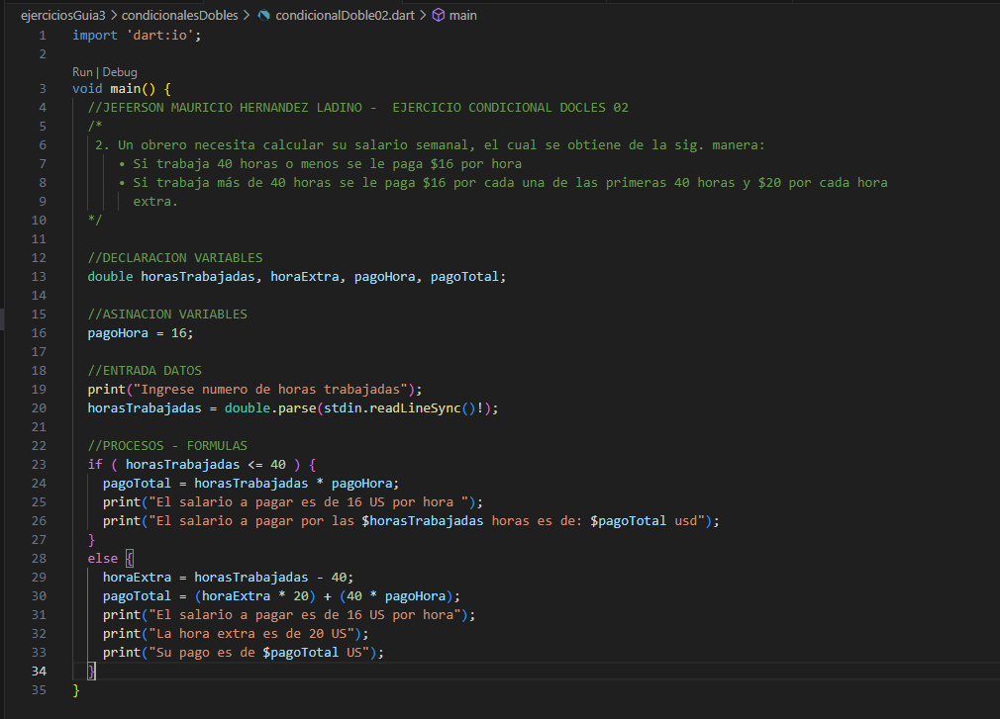 ejerciciosGuia3 > condicionalesDobles > condicionalDoble02.dart > main
1 import 'dart:io';
2
Run | Debug
3 void main() {
4 //JEFERSON MAURICIO HERNANDEZ LADINO -  EJERCICIO CONDICIONAL DOCLES 02
5 /*
6 2. Un obrero necesita calcular su salario semanal, el cual se obtiene de la sig. manera:
7 • Si trabaja 40 horas o menos se le paga $16 por hora
8 • Si trabaja más de 40 horas se le paga $16 por cada una de las primeras 40 horas y $20 por cada hora
9 extra.
10 */
11
12 //DECLARACION VARIABLES
13 double horasTrabajadas, horaExtra, pagoHora, pagoTotal;
14
15 //ASINACION VARIABLES
16 pagoHora = 16;
17
18 //ENTRADA DATOS
19 print("Ingrese numero de horas trabajadas");
20 horasTrabajadas = double.parse(stdin.readLineSync()!);
21
22 //PROCESOS - FORMULAS
23 if ( horasTrabajadas <= 40 ) {
24 pagoTotal = horasTrabajadas * pagoHora;
25 print("El salario a pagar es de 16 US por hora ");
26 print("El salario a pagar por las $horasTrabajadas horas es de: $pagoTotal usd");
27 }
28 else {
29 horaExtra = horasTrabajadas - 40;
30 pagoTotal = (horaExtra * 20) + (40 * pagoHora);
31 print("El salario a pagar es de 16 US por hora");
32 print("La hora extra es de 20 US");
33 print("Su pago es de $pagoTotal US");
34 }
35 }